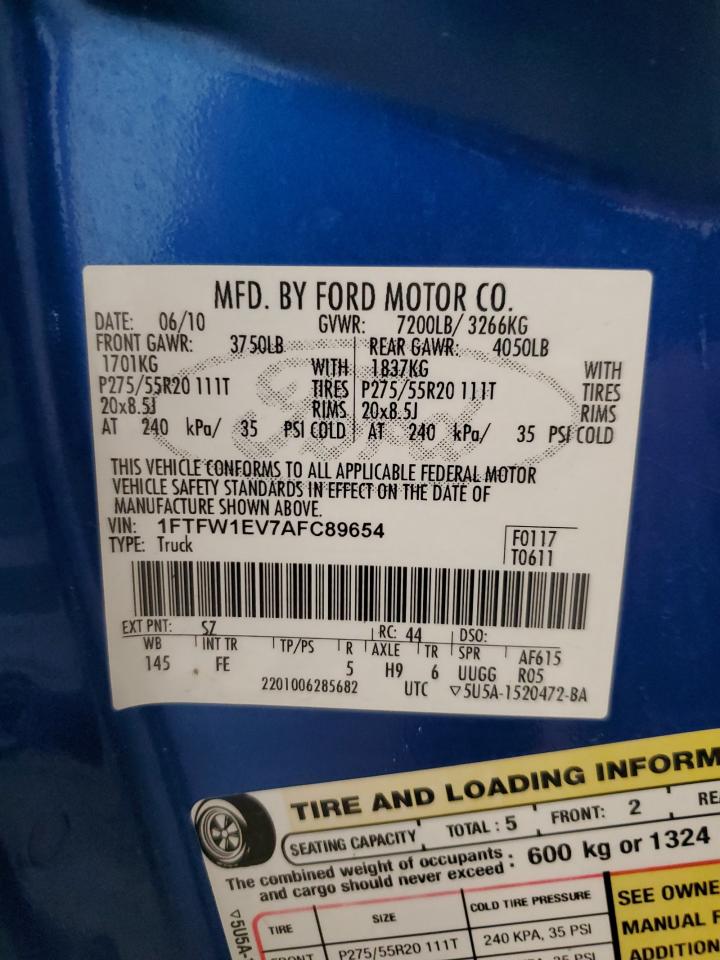 MFD. BY FORD MOTOR CO.
DATE: 06/10 GVWR: 7200LB/ 3266KG
FRONT GAWR: 3750LB REAR GAWR: 4050LB
1701KG WITH 1837KG WITH
P275/55R20 111T TIRES P275/55R20 111T TIRES
20x8.5J RIMS 20x8.5J RIMS
AT 240 kPa/ 35 PSI COLD AT 240 kPa/ 35 PSI COLD
THIS VEHICLE CONFORMS TO ALL APPLICABLE FEDERAL MOTOR
VEHICLE SAFETY STANDARDS IN EFFECT ON THE DATE OF
MANUFACTURE SHOWN ABOVE.
VIN: 1FTFW1EV7AFC89654 F0117
TYPE: Truck T0611
EXT PNT: SZ RC: 44 DSO:
WB INT TR TP/PS R AXLE TR SPR AF615
145 FE 5 H9 6 UUGG R05
2201006285682 UTC ▽5U5A-1520472-BA
TIRE AND LOADING INFORM
SEATING CAPACITY TOTAL : 5 FRONT: 2 RE
The combined weight of occupants : 600 kg or 1324
and cargo should never exceed :
▽5U5A-
TIRE SIZE COLD TIRE PRESSURE SEE OWNE
FRONT P275/55R20 111T 240 KPA, 35 PSI MANUAL F
35 PSI ADDITION